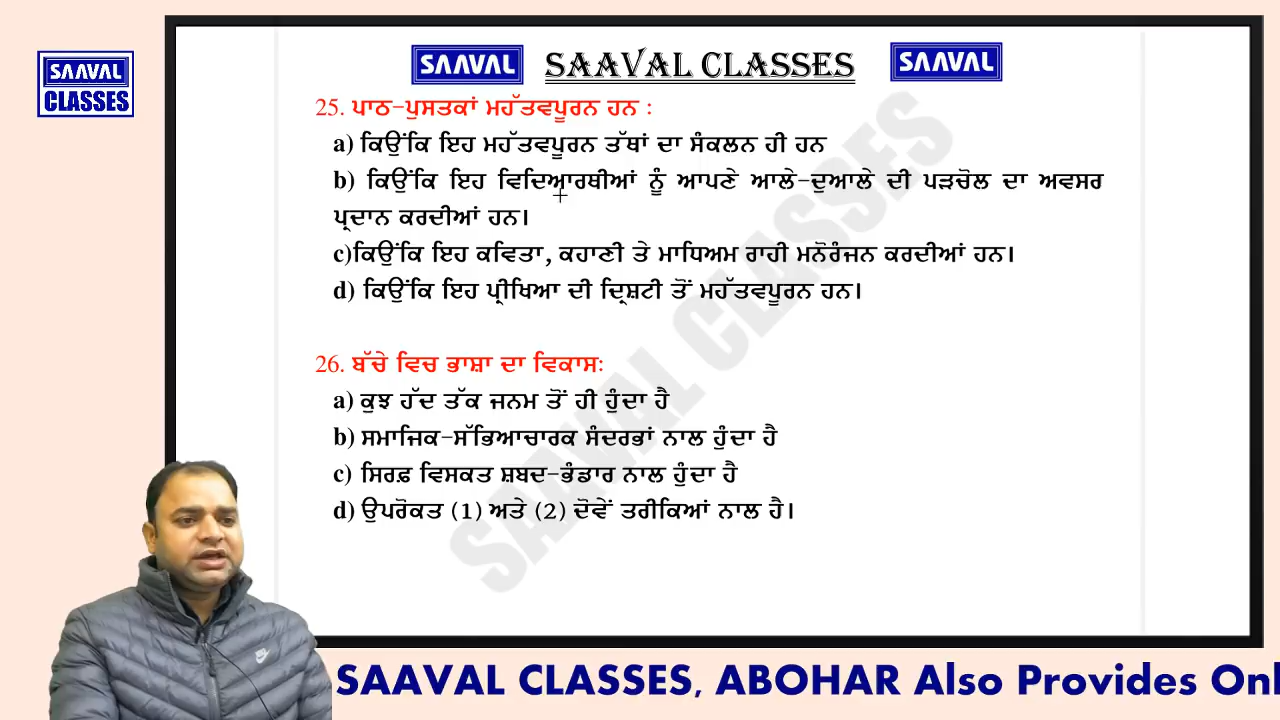 SAAVAL
CLASSES
SAAVAL
SAAVAL CLASSES
SAAVAL
25. ਪਾਠ-ਪੁਸਤਕਾਂ ਮਹੱਤਵਪੂਰਨ ਹਨ :
a) ਕਿਉਂਕਿ ਇਹ ਮਹੱਤਵਪੂਰਨ ਤੱਥਾਂ ਦਾ ਸੰਕਲਨ ਹੀ ਹਨ
b) ਕਿਉਂਕਿ ਇਹ ਵਿਦਿਆਰਥੀਆਂ ਨੂੰ ਆਪਣੇ ਆਲੇ-ਦੁਆਲੇ ਦੀ ਪੜਚੋਲ ਦਾ ਅਵਸਰ
ਪ੍ਰਦਾਨ ਕਰਦੀਆਂ ਹਨ।
c)ਕਿਉਂਕਿ ਇਹ ਕਵਿਤਾ, ਕਹਾਣੀ ਤੇ ਮਾਧਿਅਮ ਰਾਹੀ ਮਨੋਰੰਜਨ ਕਰਦੀਆਂ ਹਨ।
d) ਕਿਉਂਕਿ ਇਹ ਪ੍ਰੀਖਿਆ ਦੀ ਦ੍ਰਿਸ਼ਟੀ ਤੋਂ ਮਹੱਤਵਪੂਰਨ ਹਨ।
26. ਬੱਚੇ ਵਿਚ ਭਾਸ਼ਾ ਦਾ ਵਿਕਾਸ:
a) ਕੁਝ ਹੱਦ ਤੱਕ ਜਨਮ ਤੋਂ ਹੀ ਹੁੰਦਾ ਹੈ
b) ਸਮਾਜਿਕ-ਸੱਭਿਆਚਾਰਕ ਸੰਦਰਭਾਂ ਨਾਲ ਹੁੰਦਾ ਹੈ
c) ਸਿਰਫ਼ ਵਿਸਕਤ ਸ਼ਬਦ-ਭੰਡਾਰ ਨਾਲ ਹੁੰਦਾ ਹੈ
d) ਉਪਰੋਕਤ (1) ਅਤੇ (2) ਦੋਵੇਂ ਤਰੀਕਿਆਂ ਨਾਲ ਹੈ।
SAAVAL CLASSES
SAAVAL CLASSES, ABOHAR Also Provides Onl